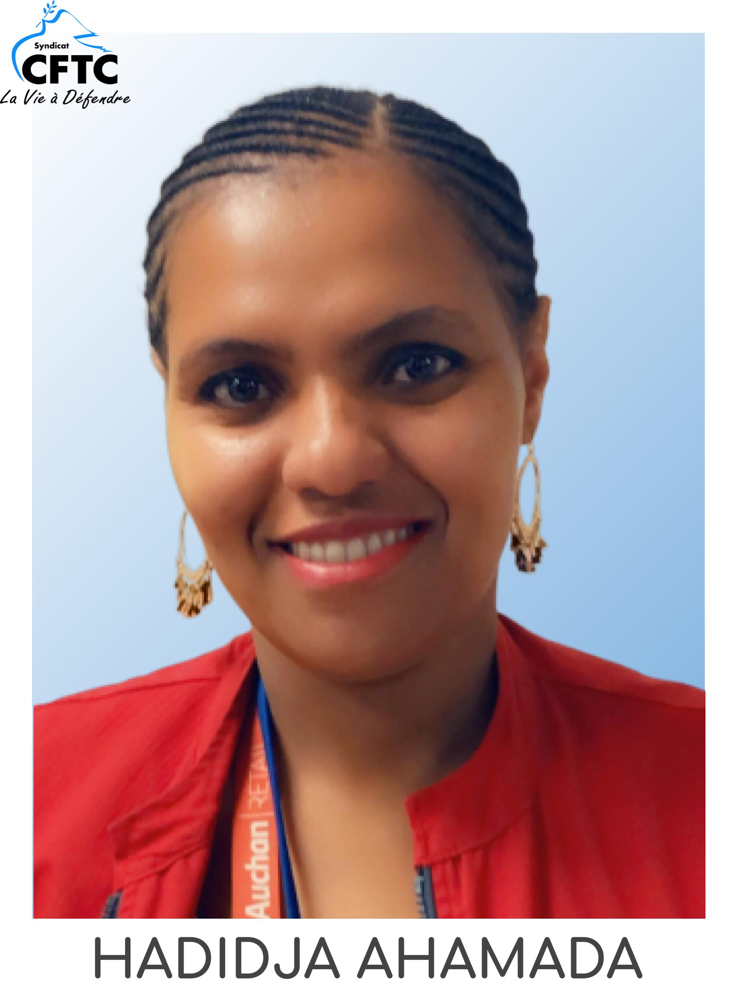 Syndicat
CFTC
La Vie à Défendre
Auchan | RETAIL
HADIDJA AHAMADA